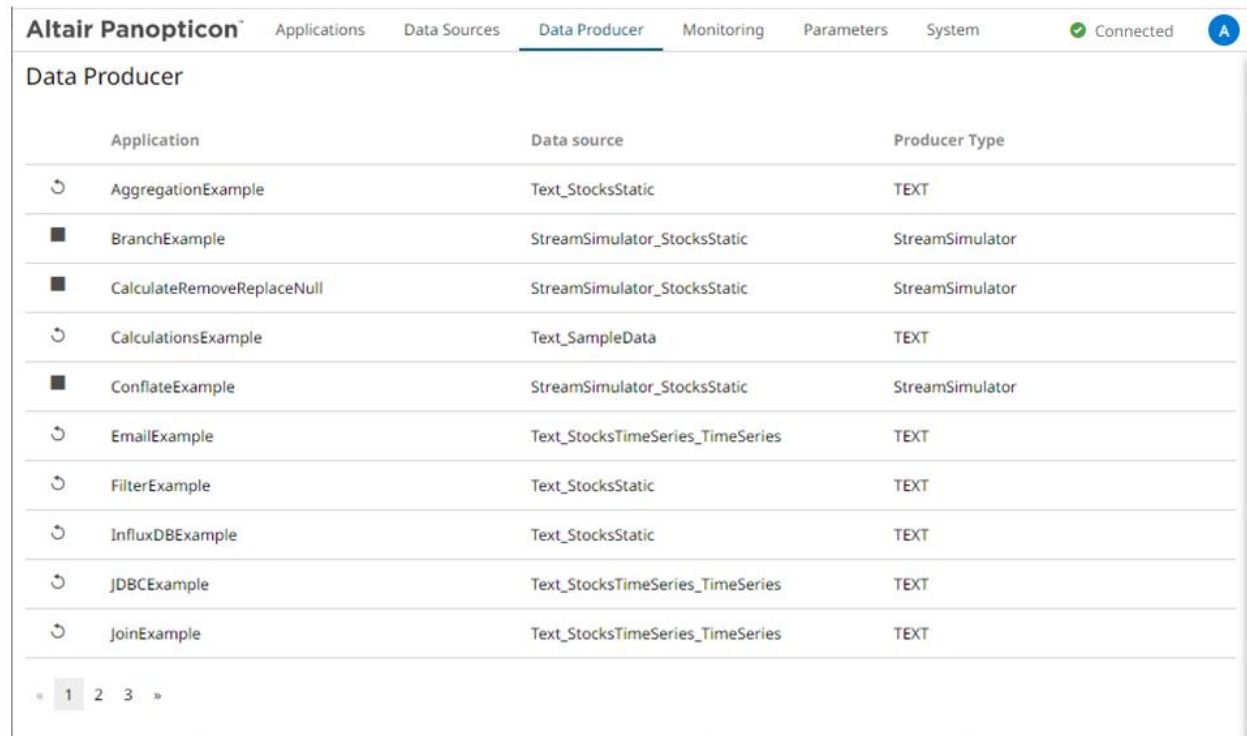 Altair Panopticon™ Applications Data Sources Data Producer Monitoring Parameters System Connected A
Data Producer
Application Data source Producer Type
AggregationExample Text_StocksStatic TEXT
BranchExample StreamSimulator_StocksStatic StreamSimulator
CalculateRemoveReplaceNull StreamSimulator_StocksStatic StreamSimulator
CalculationsExample Text_SampleData TEXT
ConflateExample StreamSimulator_StocksStatic StreamSimulator
EmailExample Text_StocksTimeSeries_TimeSeries TEXT
FilterExample Text_StocksStatic TEXT
InfluxDBExample Text_StocksStatic TEXT
JDBCExample Text_StocksTimeSeries_TimeSeries TEXT
JoinExample Text_StocksTimeSeries_TimeSeries TEXT
« 1 2 3 »